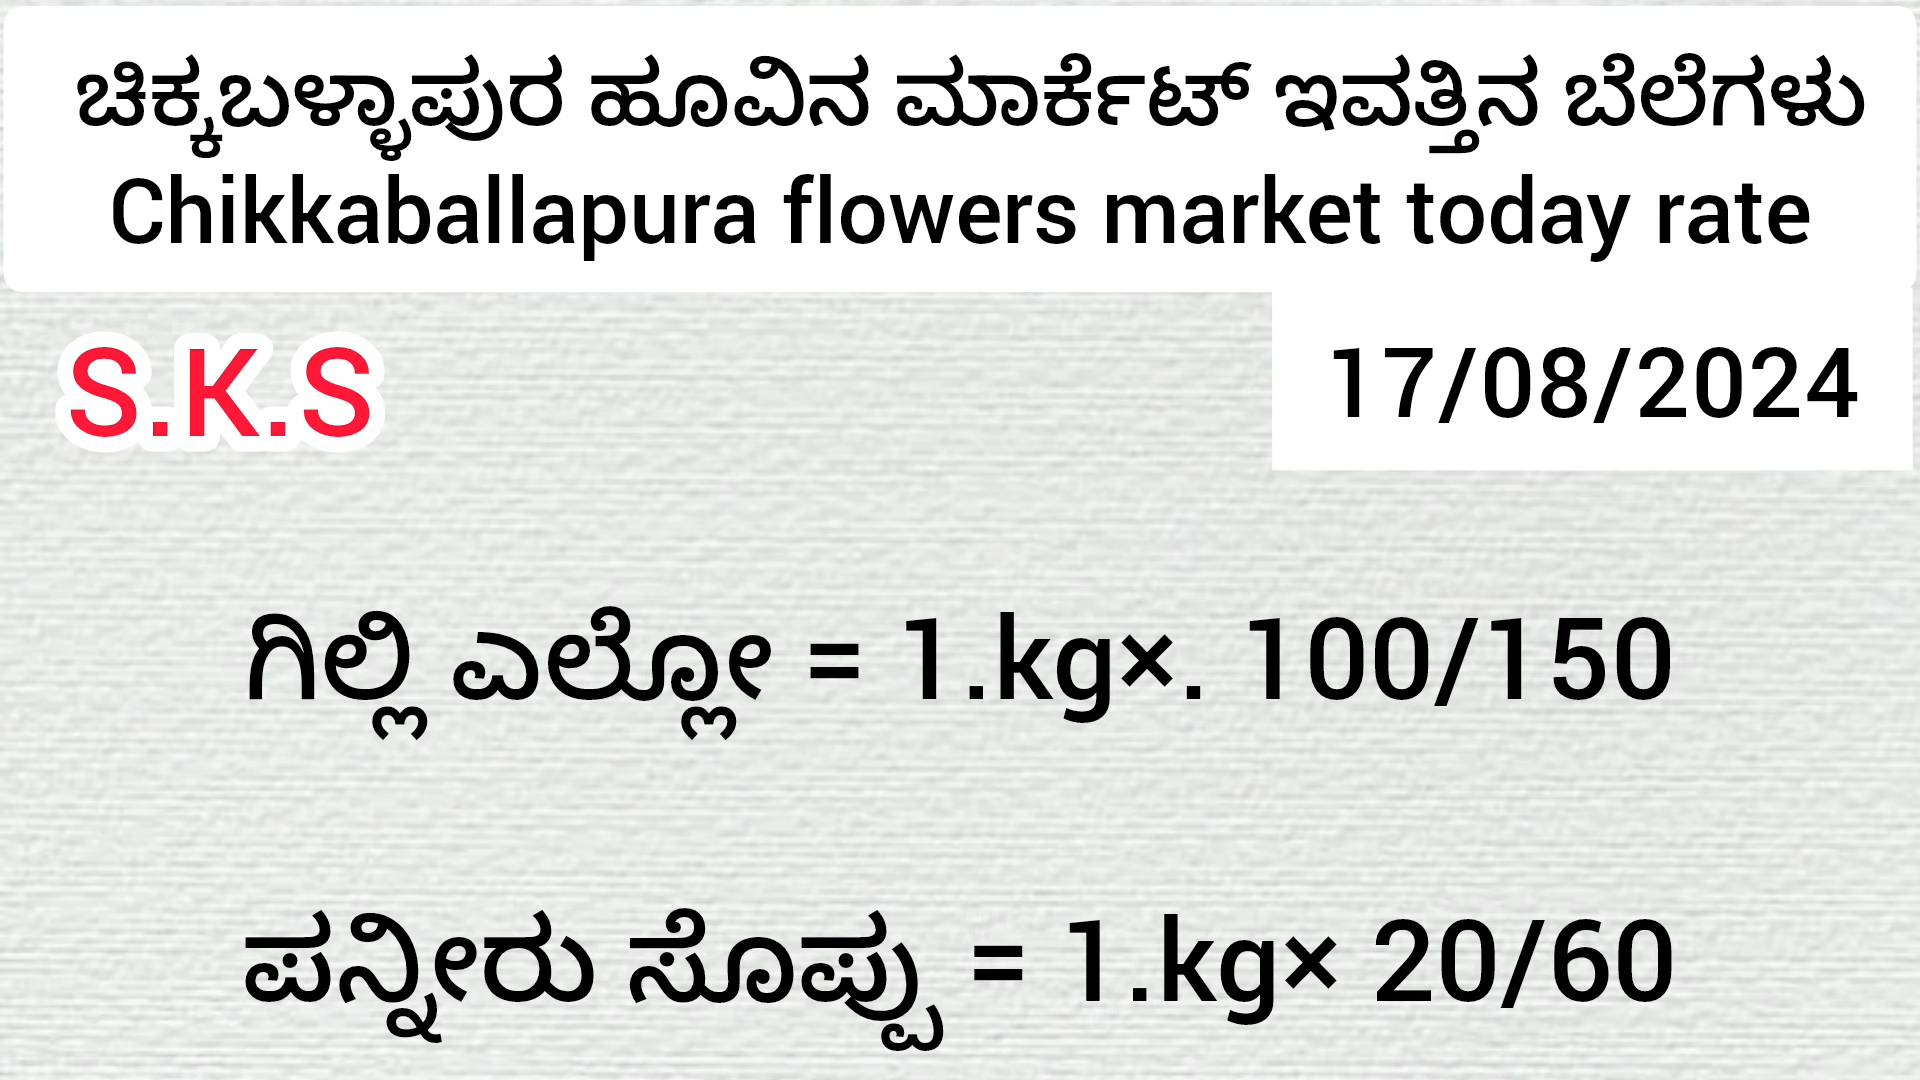 ಚಿಕ್ಕಬಳ್ಳಾಪುರ ಹೂವಿನ ಮಾರ್ಕೆಟ್ ಇವತ್ತಿನ ಬೆಲೆಗಳು
Chikkaballapura flowers market today rate
S.K.S
17/08/2024
ಗಿಲ್ಲಿ ಎಲ್ಲೋ = 1.kg×. 100/150
ಪನ್ನೀರು ಸೊಪ್ಪು = 1.kg× 20/60